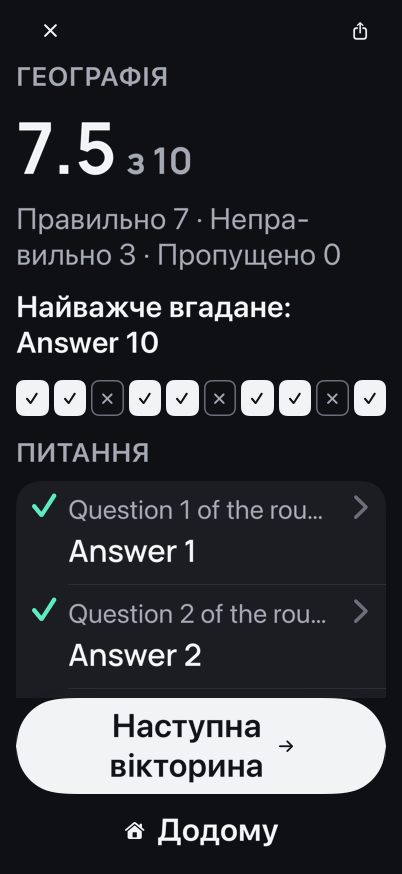 ГЕОГРАФІЯ
7.5 з 10
Правильно 7 · Непра-
вильно 3 · Пропущено 0
Найважче вгадане:
Answer 10
ПИТАННЯ
Question 1 of the rou...
Answer 1
Question 2 of the rou...
Answer 2
Наступна
вікторина
Додому